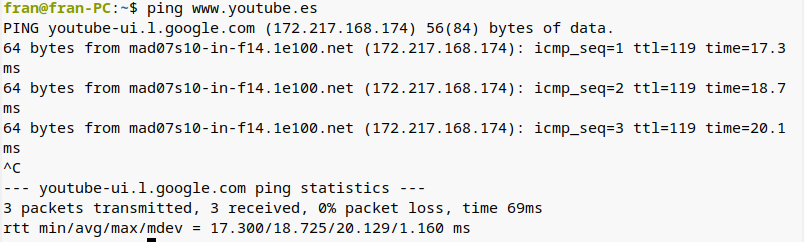 fran@fran-PC:~$ ping www.youtube.es
PING youtube-ui.l.google.com (172.217.168.174) 56(84) bytes of data.
64 bytes from mad07s10-in-f14.1e100.net (172.217.168.174): icmp_seq=1 ttl=119 time=17.3
ms
64 bytes from mad07s10-in-f14.1e100.net (172.217.168.174): icmp_seq=2 ttl=119 time=18.7
ms
64 bytes from mad07s10-in-f14.1e100.net (172.217.168.174): icmp_seq=3 ttl=119 time=20.1
ms
^C
--- youtube-ui.l.google.com ping statistics ---
3 packets transmitted, 3 received, 0% packet loss, time 69ms
rtt min/avg/max/mdev = 17.300/18.725/20.129/1.160 ms